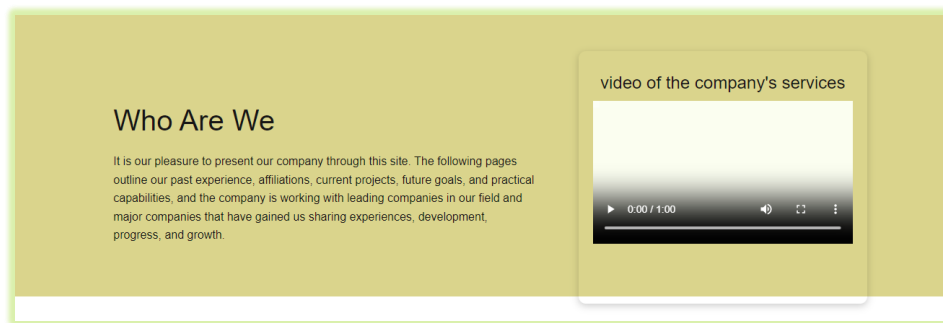 video of the company's services
Who Are We
It is our pleasure to present our company through this site. The following pages
outline our past experience, affiliations, current projects, future goals, and practical
capabilities, and the company is working with leading companies in our field and
major companies that have gained us sharing experiences, development,
progress, and growth.
0:00 / 1:00